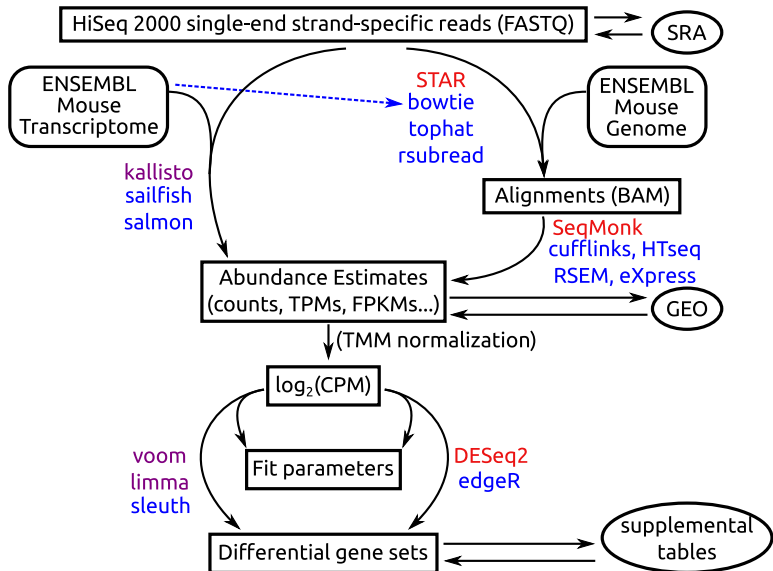 HiSeq 2000 single-end strand-specific reads (FASTQ)
SRA
ENSEMBL
Mouse
Transcriptome
STAR
bowtie
tophat
rsubread
ENSEMBL
Mouse
Genome
kallisto
sailfish
salmon
Alignments (BAM)
SeqMonk
cufflinks, HTseq
RSEM, eXpress
Abundance Estimates
(counts, TPMs, FPKMs...)
GEO
(TMM normalization)
log₂(CPM)
voom
limma
sleuth
Fit parameters
DESeq2
edgeR
Differential gene sets
supplemental
tables